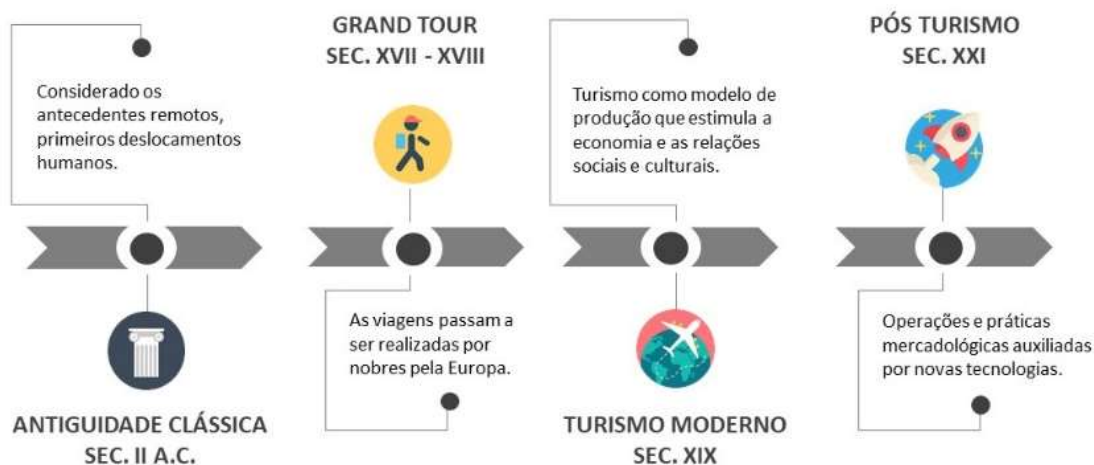 Considerado os
antecedentes remotos,
primeiros deslocamentos
humanos.
ANTIGUIDADE CLÁSSICA
SEC. II A.C.
GRAND TOUR
SEC. XVII - XVIII
As viagens passam a
ser realizadas por
nobres pela Europa.
Turismo como modelo de
produção que estimula a
economia e as relações
sociais e culturais.
TURISMO MODERNO
SEC. XIX
PÓS TURISMO
SEC. XXI
Operações e práticas
mercadológicas auxiliadas
por novas tecnologias.